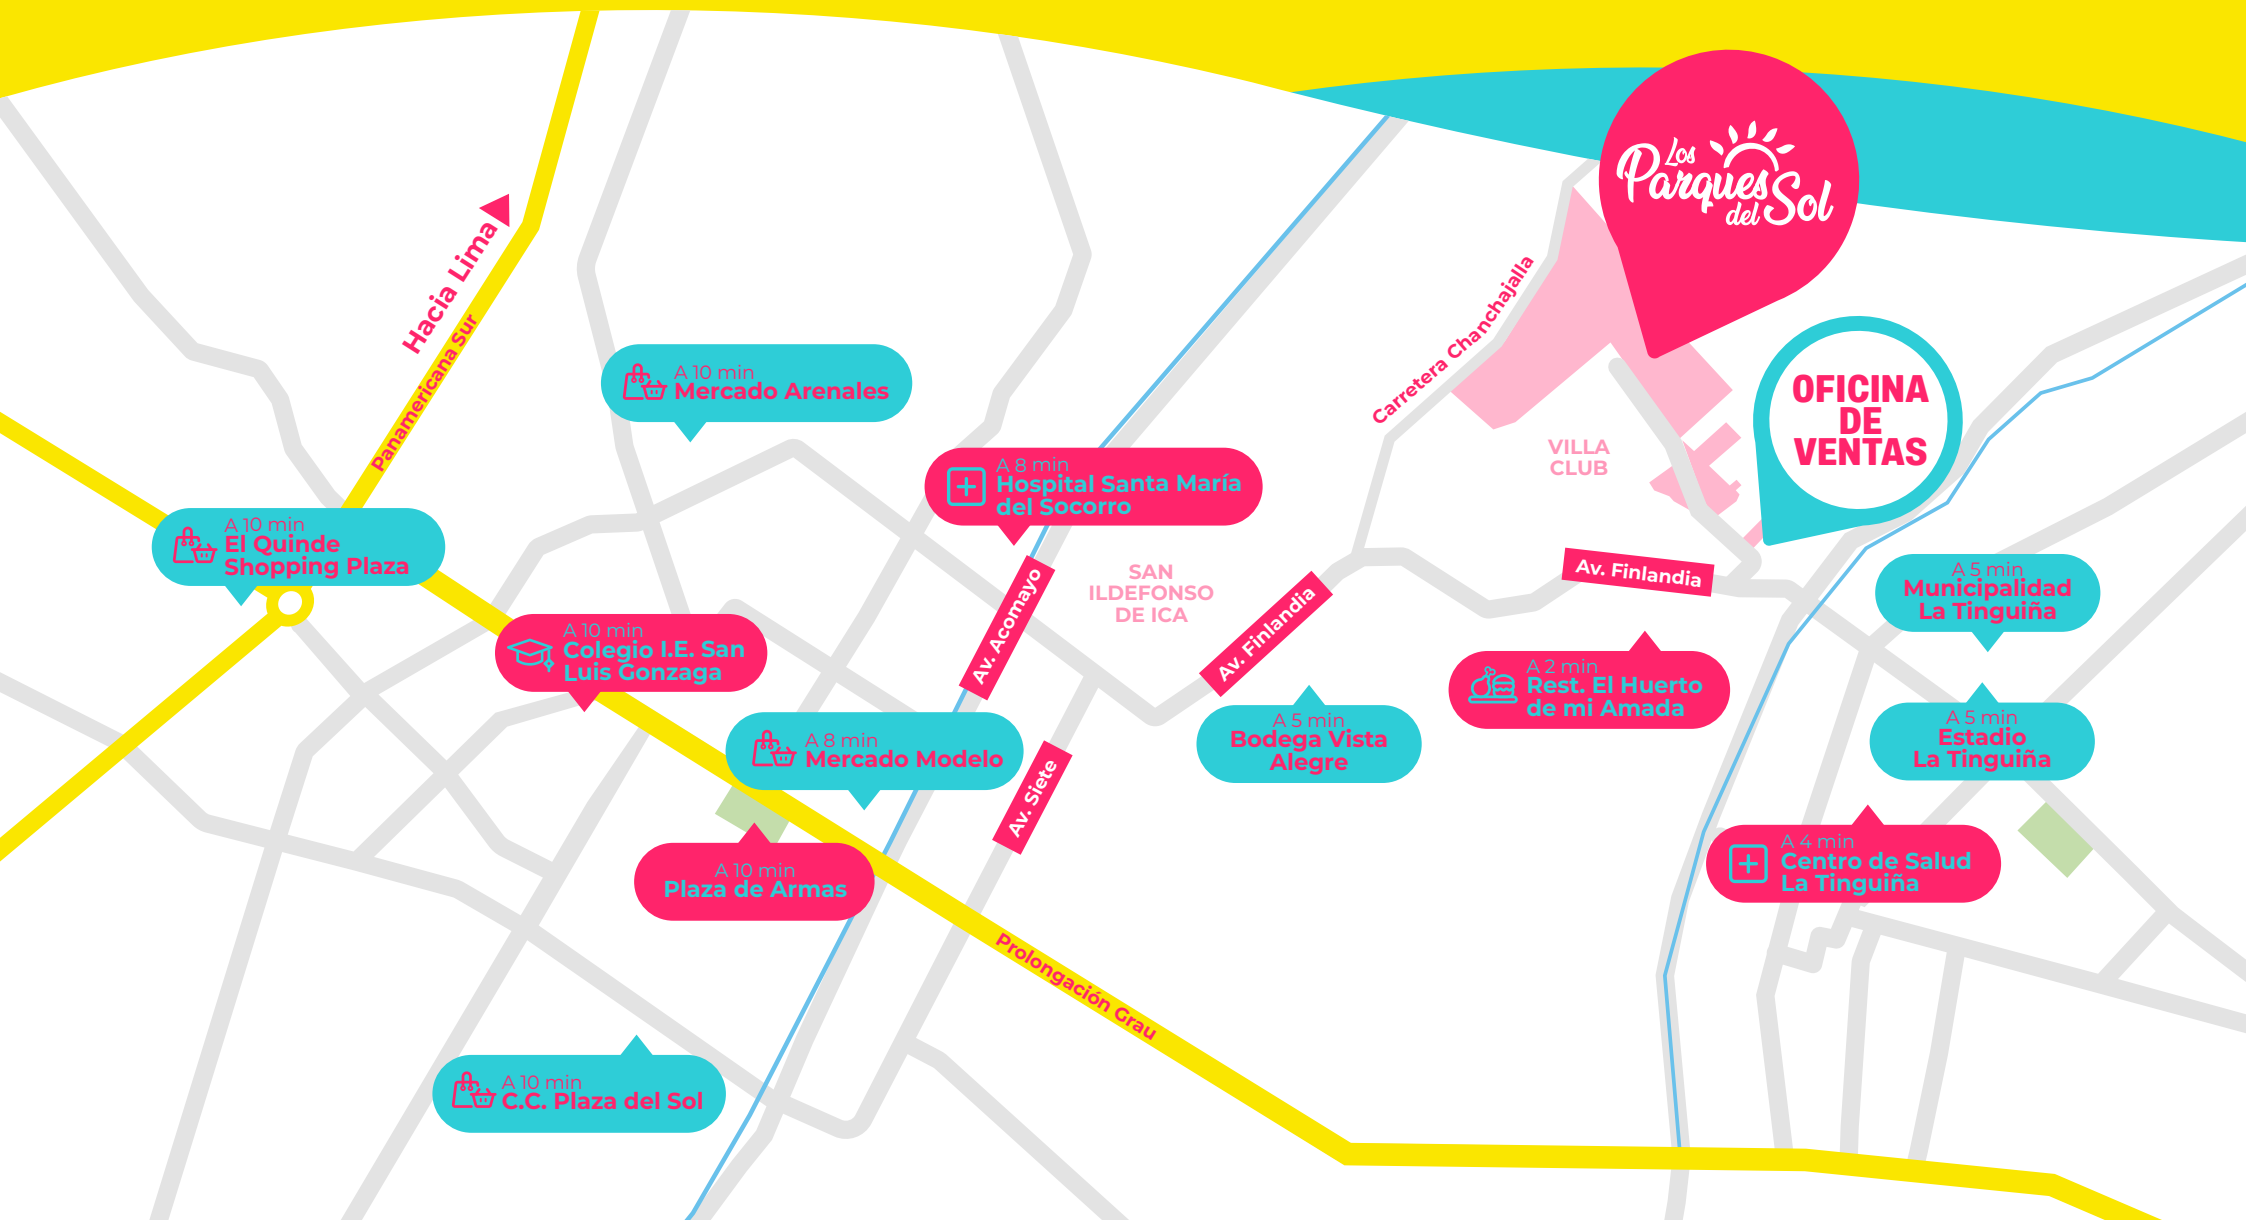 Los
Parques
del Sol
Hacia Lima
Panamericana Sur
Carretera Chanchajalla
A 10 min
Mercado Arenales
OFICINA
DE
VENTAS
VILLA
CLUB
A 8 min
Hospital Santa María
del Socorro
A 10 min
El Quinde
Shopping Plaza
SAN
ILDEFONSO
DE ICA
Av. Acomayo
Av. Finlandia
Av. Finlandia
A 5 min
Municipalidad
La Tinguiña
A 10 min
Colegio I.E. San
Luis Gonzaga
A 2 min
Rest. El Huerto
de mi Amada
A 8 min
Mercado Modelo
Av. Siete
A 5 min
Bodega Vista
Alegre
A 5 min
Estadio
La Tinguiña
A 10 min
Plaza de Armas
A 4 min
Centro de Salud
La Tinguiña
Prolongación Grau
A 10 min
C.C. Plaza del Sol